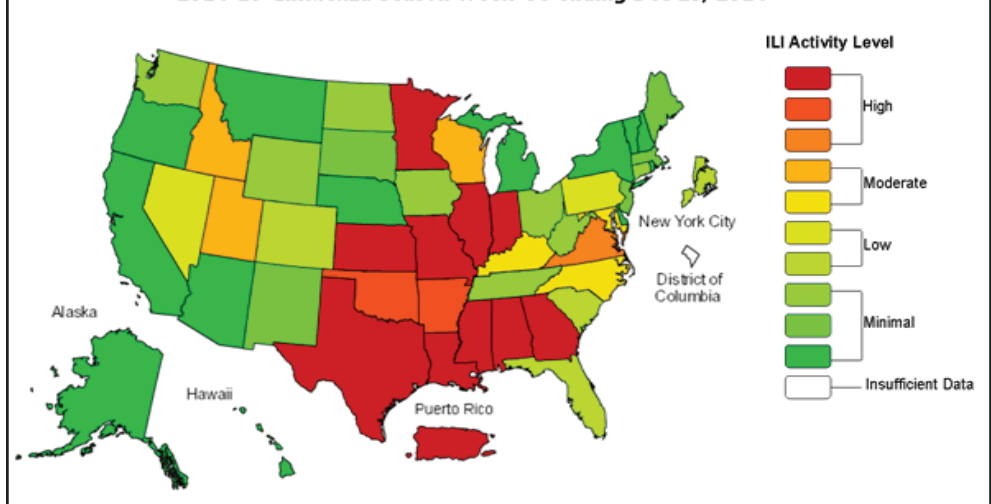 ILI Activity Level
High
Moderate
Low
Minimal
Insufficient Data
New York City
District of
Columbia
Alaska
Hawaii
Puerto Rico